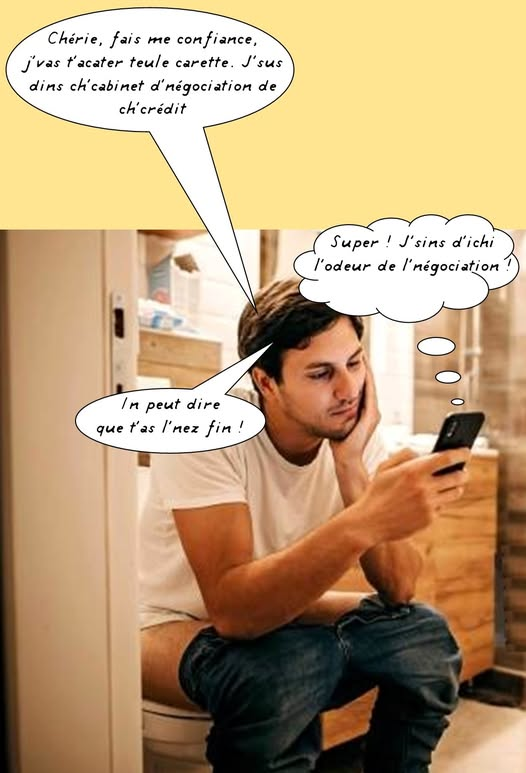 Chérie, fais me confiance,
j'vas t'acater teule carette. J'sus
dins ch'cabinet d'négociation de
ch'crédit
Super ! J'sins d'ichi
l'odeur de l'négociation !
In peut dire
que t'as l'nez fin !